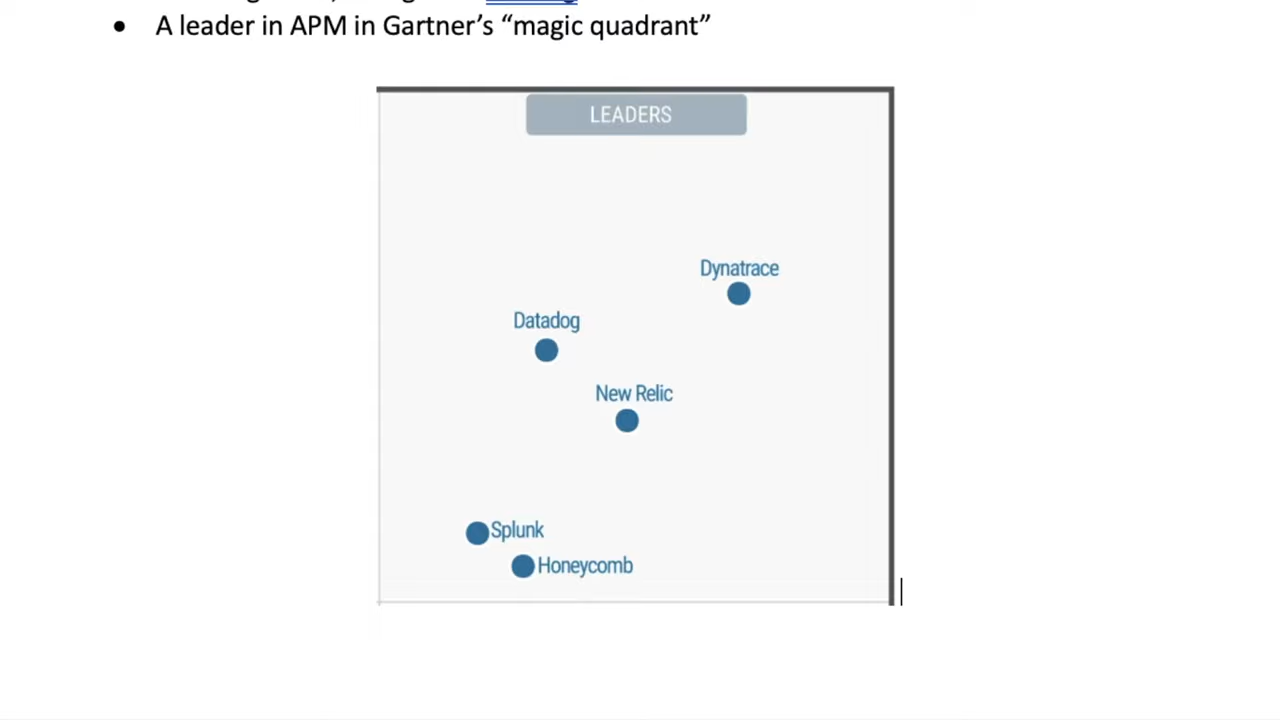 A leader in APM in Gartner’s “magic quadrant”
LEADERS
Dynatrace
Datadog
New Relic
Splunk
Honeycomb